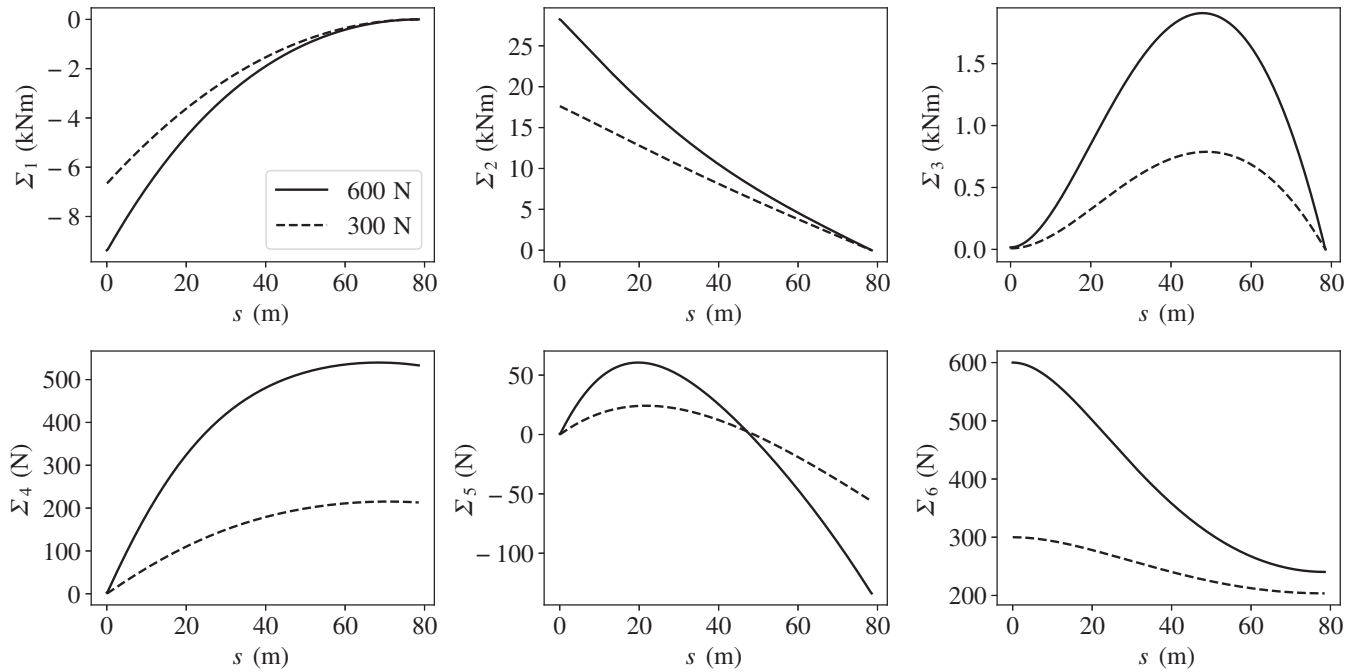 0
− 2
− 4
− 6
− 8
Σ1 (kNm)
600 N
300 N
0 20 40 60 80
s (m)
25
20
15
10
5
0
Σ2 (kNm)
0 20 40 60 80
s (m)
1.5
1.0
0.5
0.0
Σ3 (kNm)
0 20 40 60 80
s (m)
500
400
300
200
100
0
Σ4 (N)
0 20 40 60 80
s (m)
50
0
− 50
− 100
Σ5 (N)
0 20 40 60 80
s (m)
600
500
400
300
200
Σ6 (N)
0 20 40 60 80
s (m)